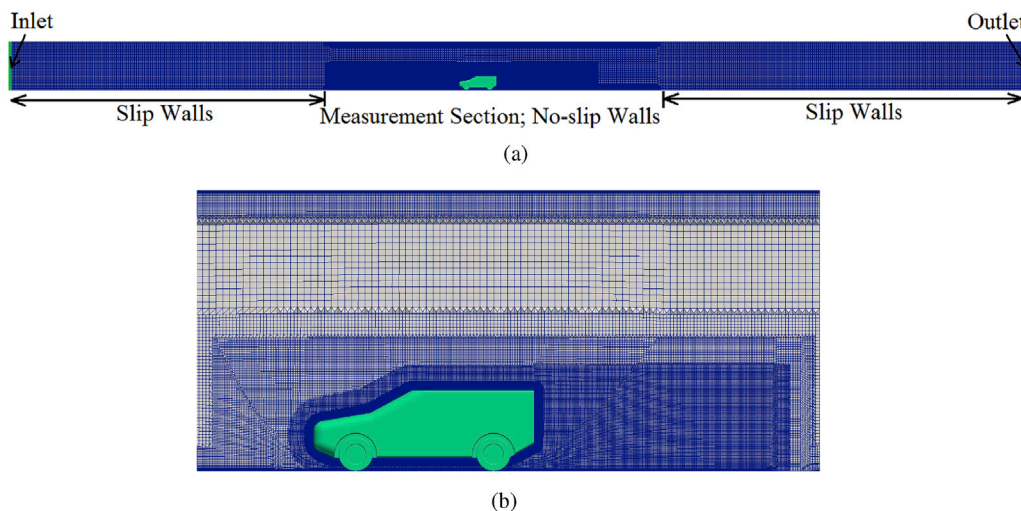 Inlet
Outlet
Slip Walls
Measurement Section; No-slip Walls
Slip Walls
(a)
(b)